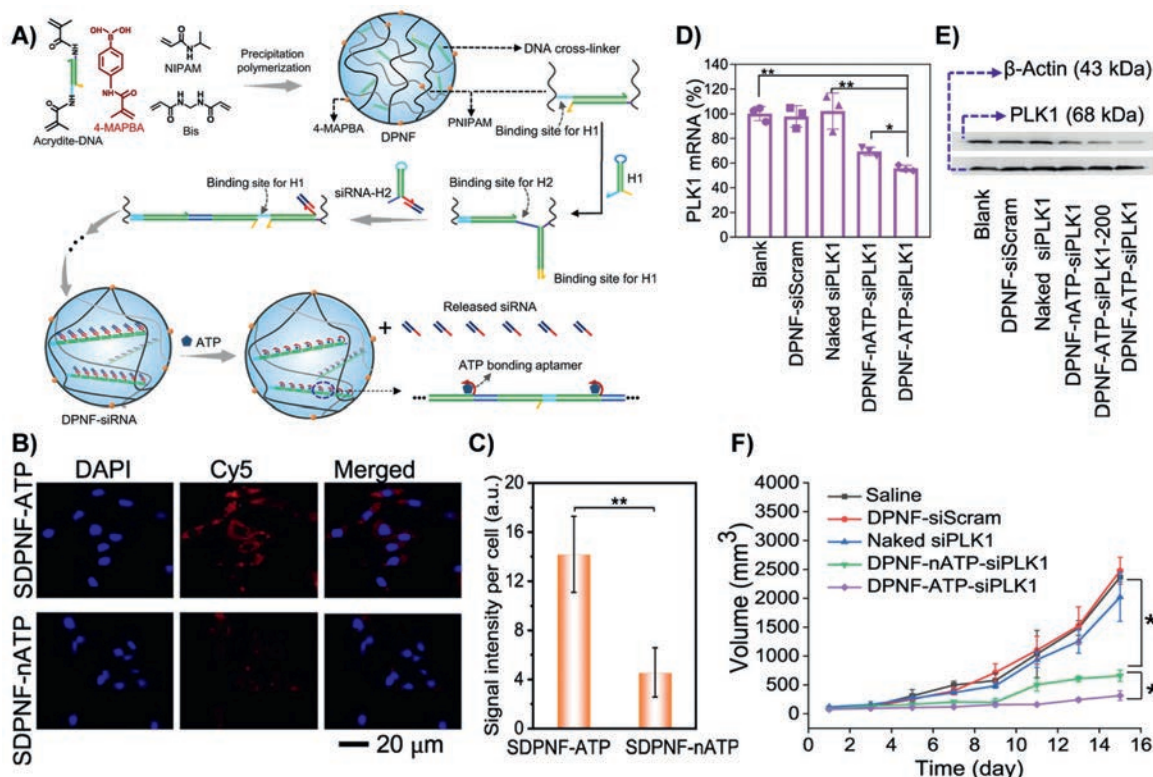 A)
OH
OH
B
O
NH
HN
O
Acrydite-DNA
HN
O
4-MAPBA
O
N
H
NIPAM
O
N
H
N
H
O
Bis
Precipitation
polymerization
4-MAPBA
DPNF
PNIPAM
DNA cross-linker
Binding site for H1
H1
Binding site for H1
siRNA-H2
Binding site for H2
Binding site for H1
DPNF-siRNA
ATP
+
Released siRNA
ATP bonding aptamer
B)
DAPI
Cy5
Merged
SDPNF-ATP
SDPNF-nATP
20 μm
C)
Signal intensity per cell (a.u.)
20
16
12
8
4
0
**
SDPNF-ATP
SDPNF-nATP
D)
PLK1 mRNA (%)
140
120
100
80
60
40
20
0
**
**
*
Blank
DPNF-siScram
Naked siPLK1
DPNF-nATP-siPLK1
DPNF-ATP-siPLK1
E)
β-Actin (43 kDa)
PLK1 (68 kDa)
Blank
DPNF-siScram
Naked siPLK1
DPNF-nATP-siPLK1
DPNF-ATP-siPLK1-200
DPNF-ATP-siPLK1
F)
Volume (mm3)
4000
3500
3000
2500
2000
1500
1000
500
0
Saline
DPNF-siScram
Naked siPLK1
DPNF-nATP-siPLK1
DPNF-ATP-siPLK1
*
*
0 2 4 6 8 10 12 14 16
Time (day)